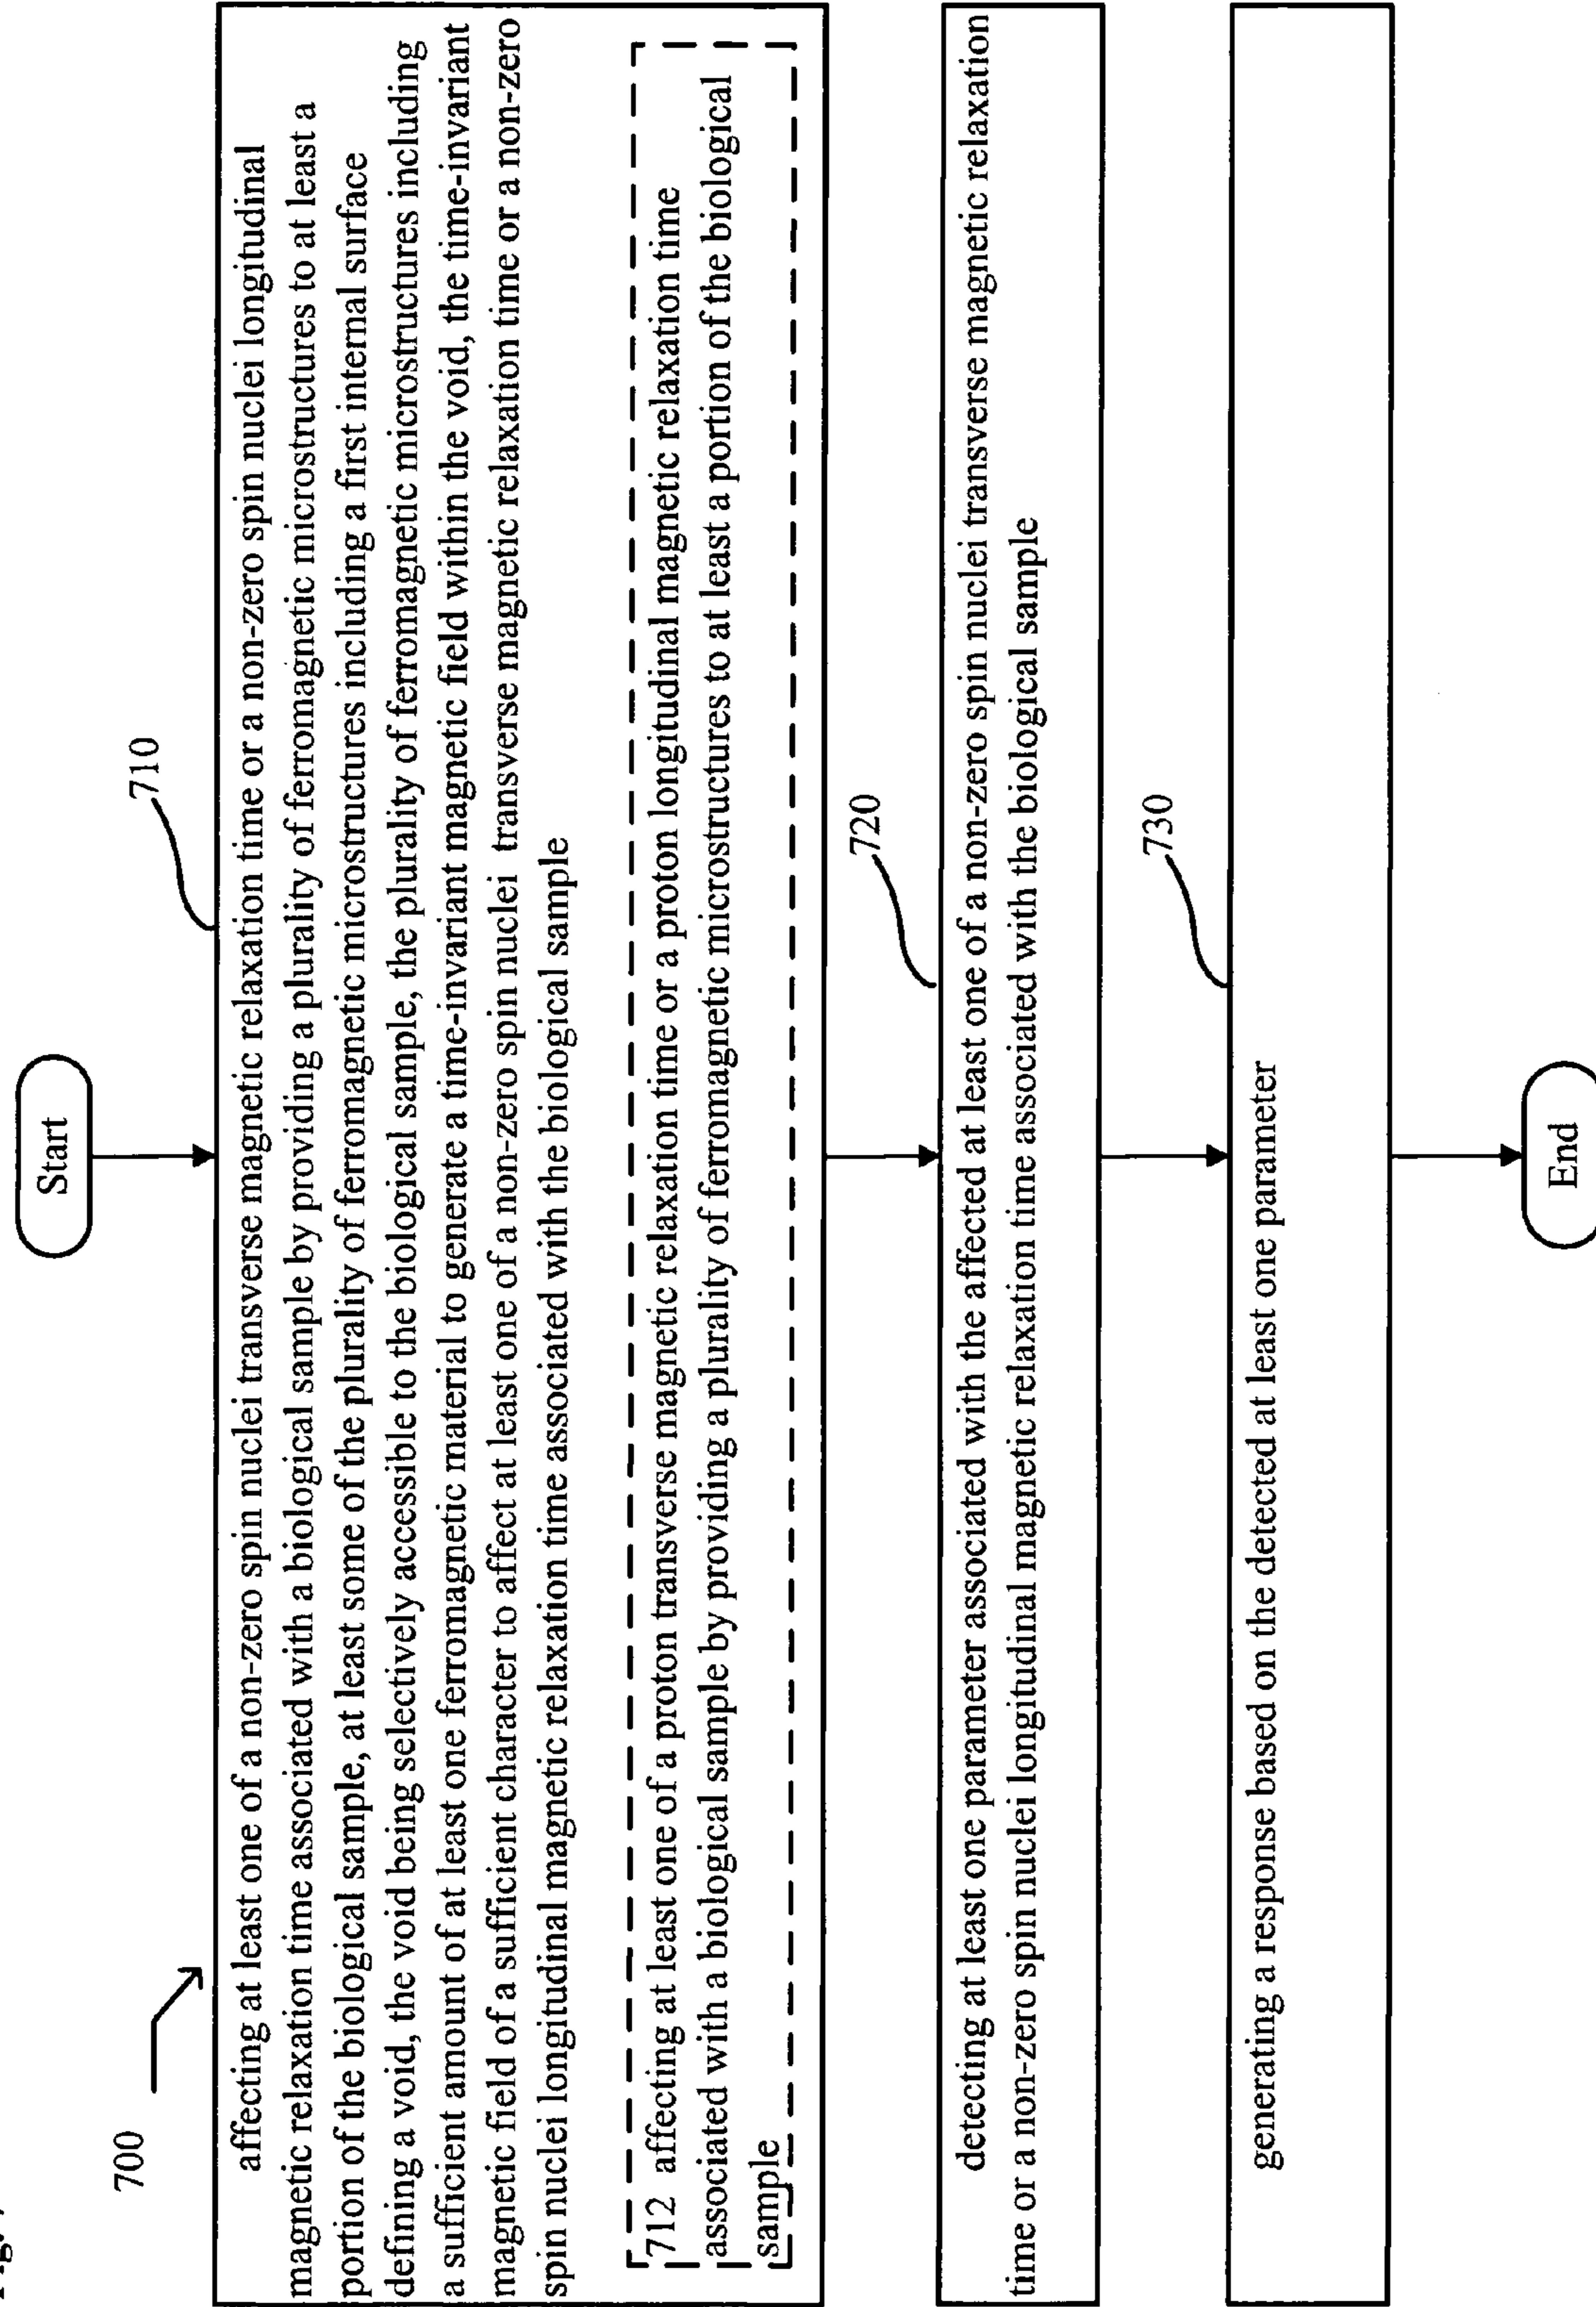 Start
700
710
affecting at least one of a non-zero spin nuclei transverse magnetic relaxation time or a non-zero spin nuclei longitudinal
magnetic relaxation time associated with a biological sample by providing a plurality of ferromagnetic microstructures to at least a
portion of the biological sample, at least some of the plurality of ferromagnetic microstructures including a first internal surface
defining a void, the void being selectively accessible to the biological sample, the plurality of ferromagnetic microstructures including
a sufficient amount of at least one ferromagnetic material to generate a time-invariant magnetic field within the void, the time-invariant
magnetic field of a sufficient character to affect at least one of a non-zero spin nuclei transverse magnetic relaxation time or a non-zero
spin nuclei longitudinal magnetic relaxation time associated with the biological sample
712 affecting at least one of a proton transverse magnetic relaxation time or a proton longitudinal magnetic relaxation time
associated with a biological sample by providing a plurality of ferromagnetic microstructures to at least a portion of the biological
sample
720
detecting at least one parameter associated with the affected at least one of a non-zero spin nuclei transverse magnetic relaxation
time or a non-zero spin nuclei longitudinal magnetic relaxation time associated with the biological sample
730
generating a response based on the detected at least one parameter
End